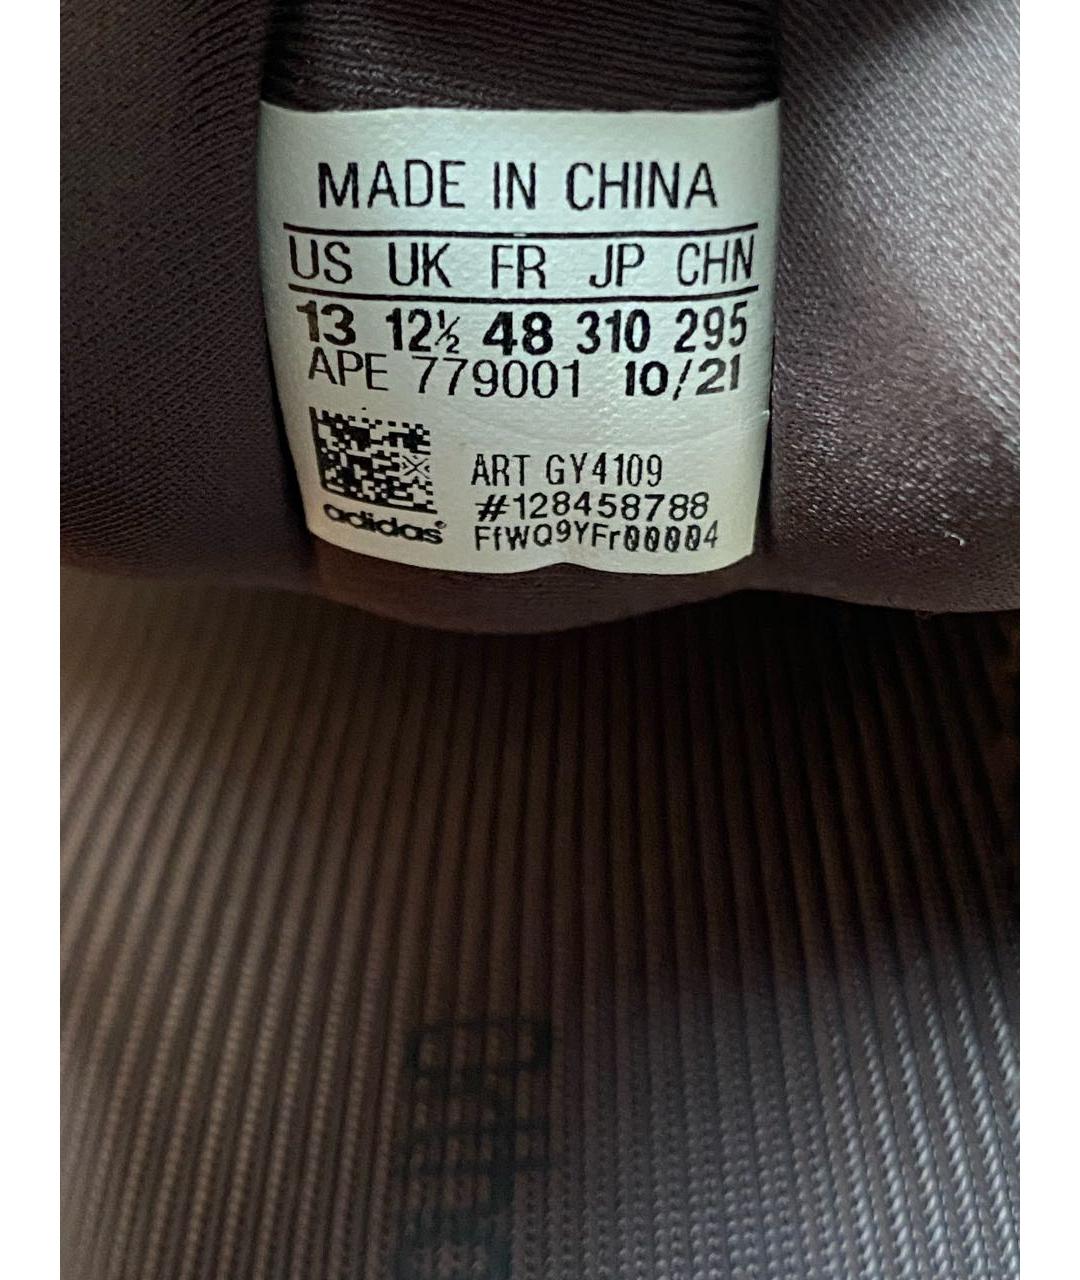 MADE IN CHINA
US UK FR JP CHN
13 12½ 48 310 295
APE 779001 10/21
ART GY4109
#128458788
FfWQ9YFr00004
adidas